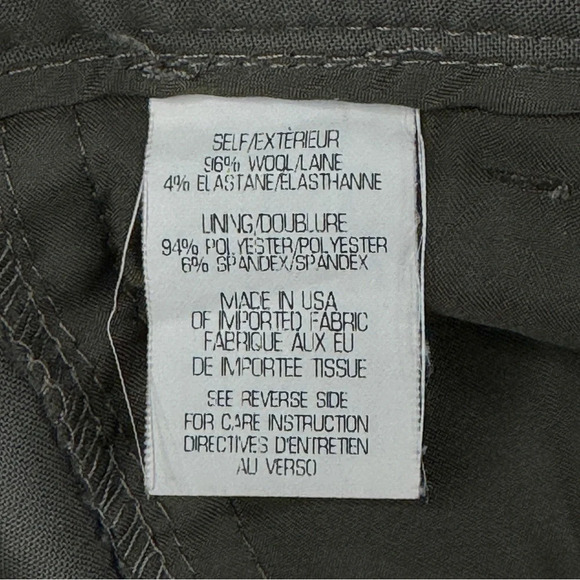 SELF/EXTÈRIEUR
96% WOOL/LAINE
4% ELASTANE/ÉLASTHANNE
LINING/DOUBLURE
94% POLYESTER/POLYESTER
6% SPANDEX/SPANDEX
MADE IN USA
OF IMPORTED FABRIC
FABRIQUE AUX EU
DE IMPORTEE TISSUE
SEE REVERSE SIDE
FOR CARE INSTRUCTION
DIRECTIVES D'ENTRETIEN
AU VERSO